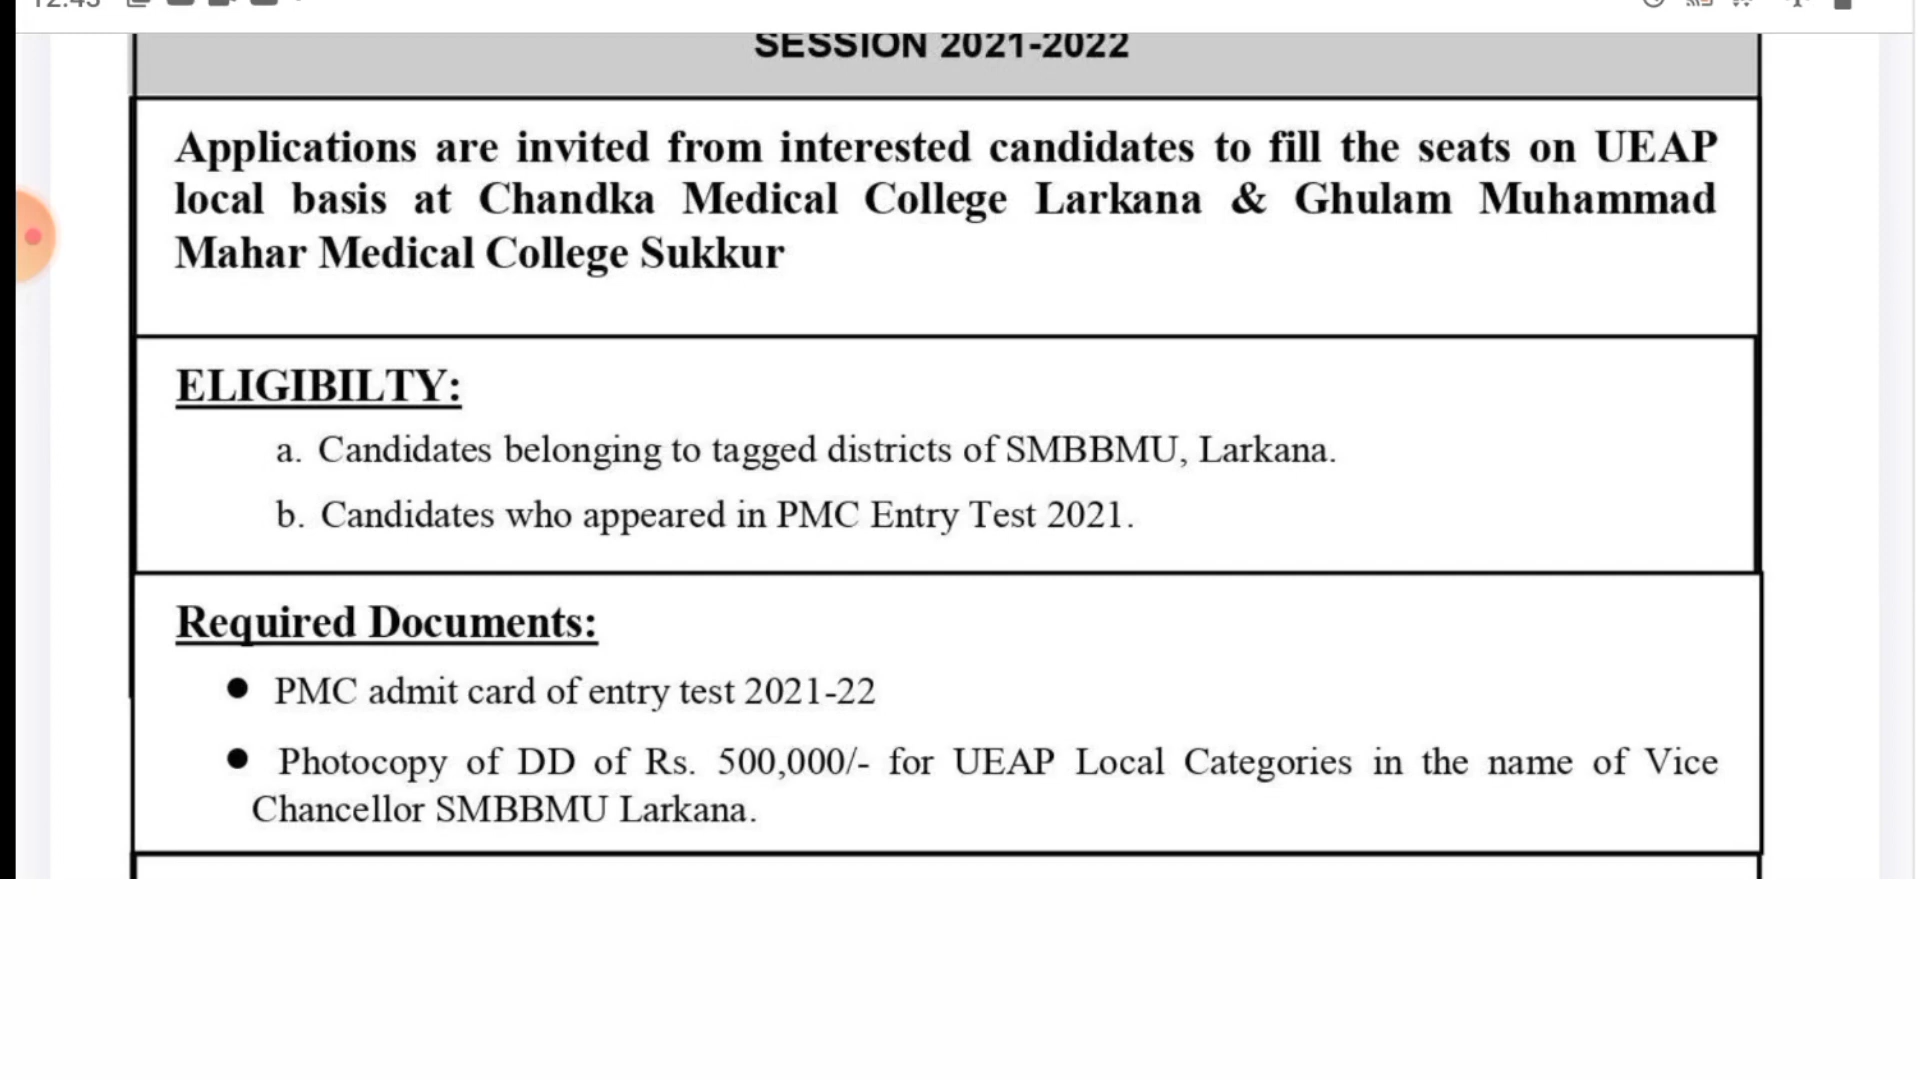 12:43
SESSION 2021-2022
Applications are invited from interested candidates to fill the seats on UEAP
local basis at Chandka Medical College Larkana & Ghulam Muhammad
Mahar Medical College Sukkur
ELIGIBILTY:
a. Candidates belonging to tagged districts of SMBBMU, Larkana.
b. Candidates who appeared in PMC Entry Test 2021.
Required Documents:
● PMC admit card of entry test 2021-22
● Photocopy of DD of Rs. 500,000/- for UEAP Local Categories in the name of Vice
Chancellor SMBBMU Larkana.